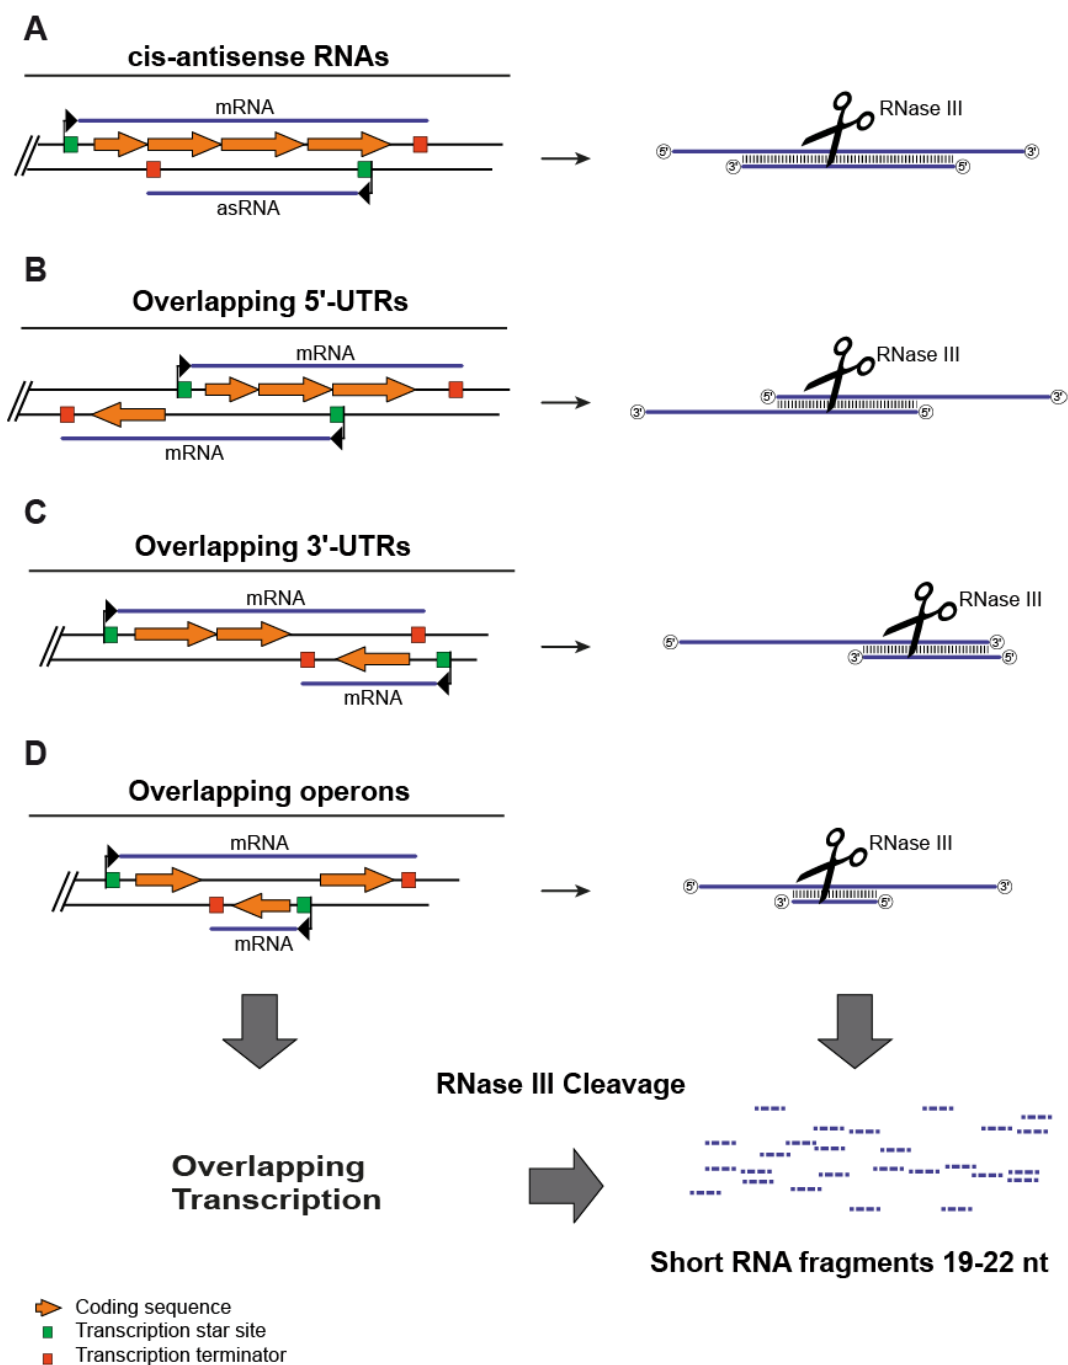 A
cis-antisense RNAs
mRNA
asRNA
RNase III
5'
3'
3'
5'
B
Overlapping 5'-UTRs
mRNA
mRNA
RNase III
5'
3'
3'
5'
C
Overlapping 3'-UTRs
mRNA
mRNA
RNase III
5'
3'
3'
5'
D
Overlapping operons
mRNA
mRNA
RNase III
5'
3'
3'
5'
RNase III Cleavage
Overlapping
Transcription
Short RNA fragments 19-22 nt
Coding sequence
Transcription star site
Transcription terminator